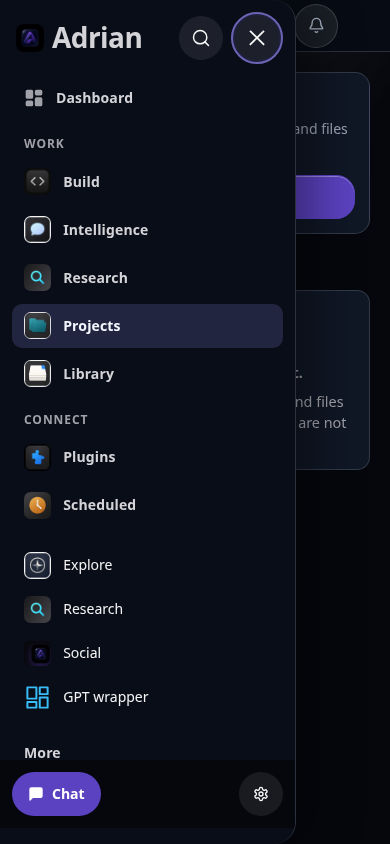 Adrian
Dashboard
WORK
Build
Intelligence
Research
Projects
Library
CONNECT
Plugins
Scheduled
Explore
Research
Social
GPT wrapper
More
Chat
and files
c.
nd files
are not